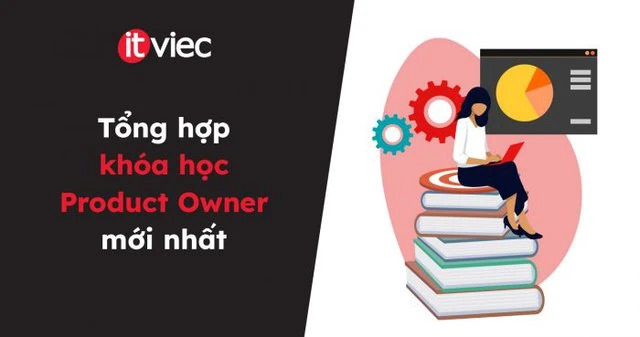 itviec
Tổng hợp
khóa học
Product Owner
mới nhất